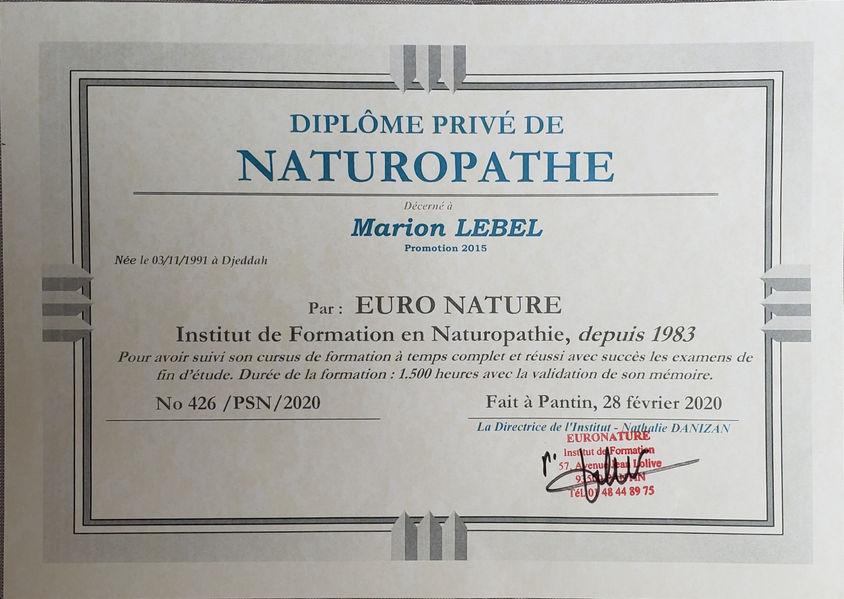 DIPLÔME PRIVÉ DE
NATUROPATHE
Décerné à
Marion LEBEL
Promotion 2015
Née le 03/11/1991 à Djeddah
Par : EURO NATURE
Institut de Formation en Naturopathie, depuis 1983
Pour avoir suivi son cursus de formation à temps complet et réussi avec succès les examens de
fin d'étude. Durée de la formation : 1.500 heures avec la validation de son mémoire.
No 426 /PSN/2020
Fait à Pantin, 28 février 2020
La Directrice de l'Institut - Nathalie DANIZAN
EURONATURE
Institut de Formation
57, Avenue Jean Lolive
PANTIN
Tél. 01 48 44 89 75